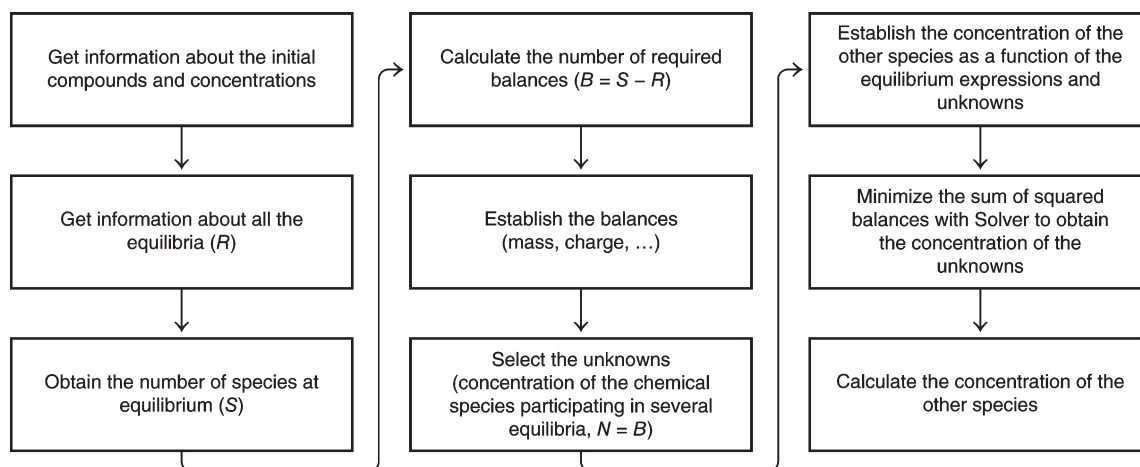 Get information about the initial
compounds and concentrations
Get information about all the
equilibria (R)
Obtain the number of species at
equilibrium (S)
Calculate the number of required
balances (B = S − R)
Establish the balances
(mass, charge, …)
Select the unknowns
(concentration of the chemical
species participating in several
equilibria, N = B)
Establish the concentration of the
other species as a function of the
equilibrium expressions and
unknowns
Minimize the sum of squared
balances with Solver to obtain
the concentration of the
unknowns
Calculate the concentration of the
other species